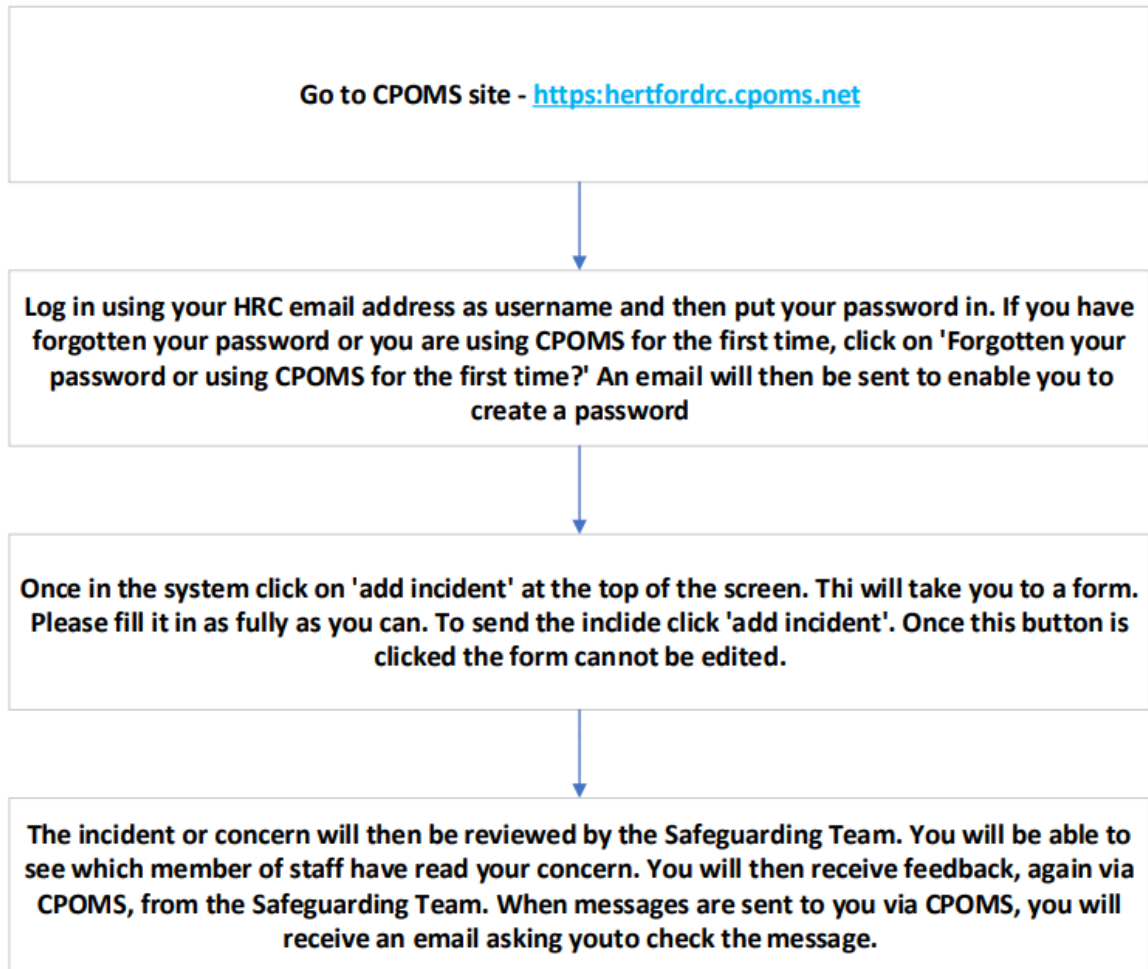 Go to CPOMS site - https:hertfordrc.cpoms.net
Log in using your HRC email address as username and then put your password in. If you have
forgotten your password or you are using CPOMS for the first time, click on 'Forgotten your
password or using CPOMS for the first time?' An email will then be sent to enable you to
create a password
Once in the system click on 'add incident' at the top of the screen. Thi will take you to a form.
Please fill it in as fully as you can. To send the inclide click 'add incident'. Once this button is
clicked the form cannot be edited.
The incident or concern will then be reviewed by the Safeguarding Team. You will be able to
see which member of staff have read your concern. You will then receive feedback, again via
CPOMS, from the Safeguarding Team. When messages are sent to you via CPOMS, you will
receive an email asking youto check the message.